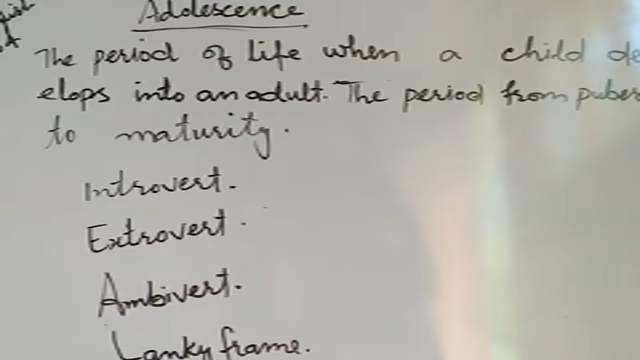 Adolescence
The period of life when a child de
elops into an adult. The period from puber
to maturity.
Introvert.
Extrovert.
Ambivert.
Lanky frame.